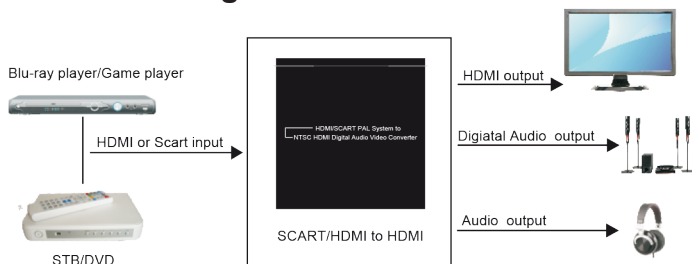 Blu-ray player/Game player
HDMI or Scart input
STB/DVD
HDMI/SCART PAL System to
NTSC HDMI Digital Audio Video Converter
SCART/HDMI to HDMI
HDMI output
Digiatal Audio output
Audio output